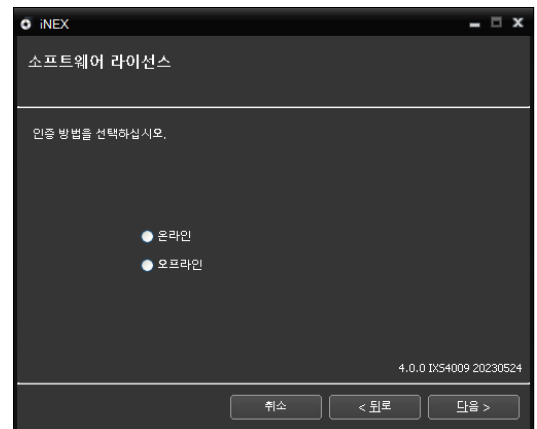 iNEX
소프트웨어 라이선스
인증 방법을 선택하십시오.
온라인
오프라인
4.0.0 IXS4009 20230524
취소
< 뒤로
다음 >